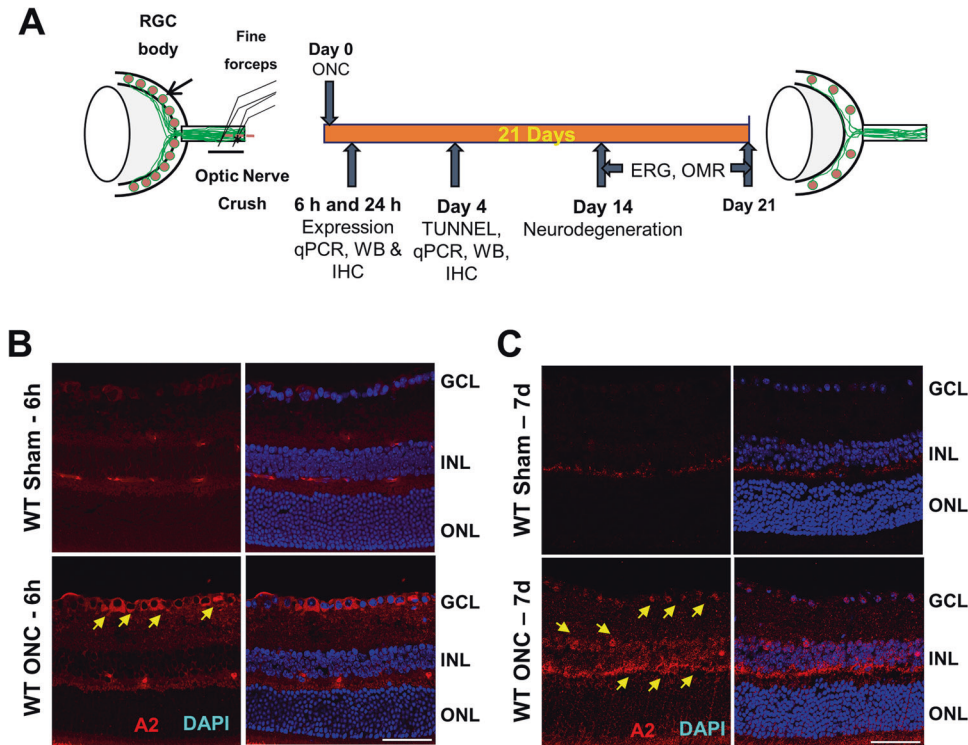 A
RGC
body
Fine
forceps
Optic Nerve
Crush
Day 0
ONC
21 Days
6 h and 24 h
Expression
qPCR, WB &
IHC
Day 4
TUNNEL,
qPCR, WB,
IHC
Day 14
Neurodegeneration
ERG, OMR
Day 21
B
WT Sham - 6h
GCL
INL
ONL
WT ONC - 6h
GCL
INL
ONL
A2 DAPI
C
WT Sham – 7d
GCL
INL
ONL
WT ONC – 7d
GCL
INL
ONL
A2 DAPI